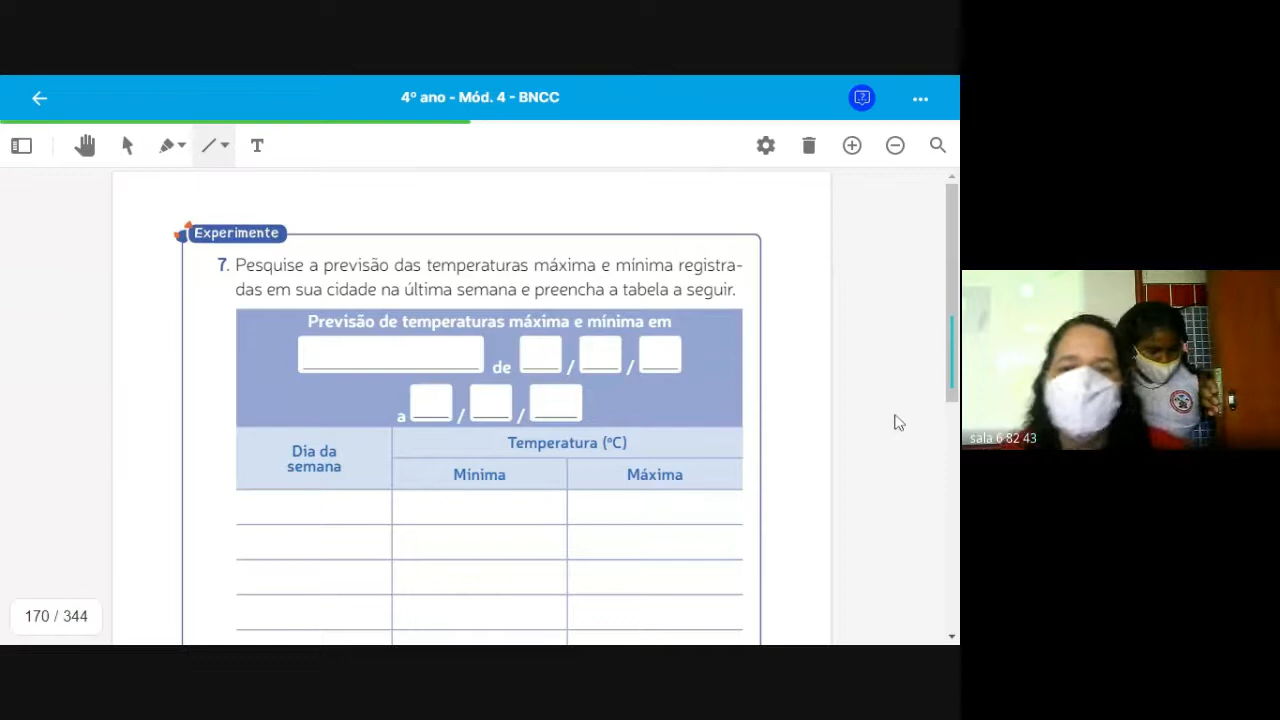 4º ano - Mód. 4 - BNCC
T
Experimente
7. Pesquise a previsão das temperaturas máxima e mínima registra-
das em sua cidade na última semana e preencha a tabela a seguir.
Previsão de temperaturas máxima e mínima em
de / /
a / /
Dia da
semana
Temperatura (ºC)
Mínima
Máxima
170 / 344
sala 6 82 43